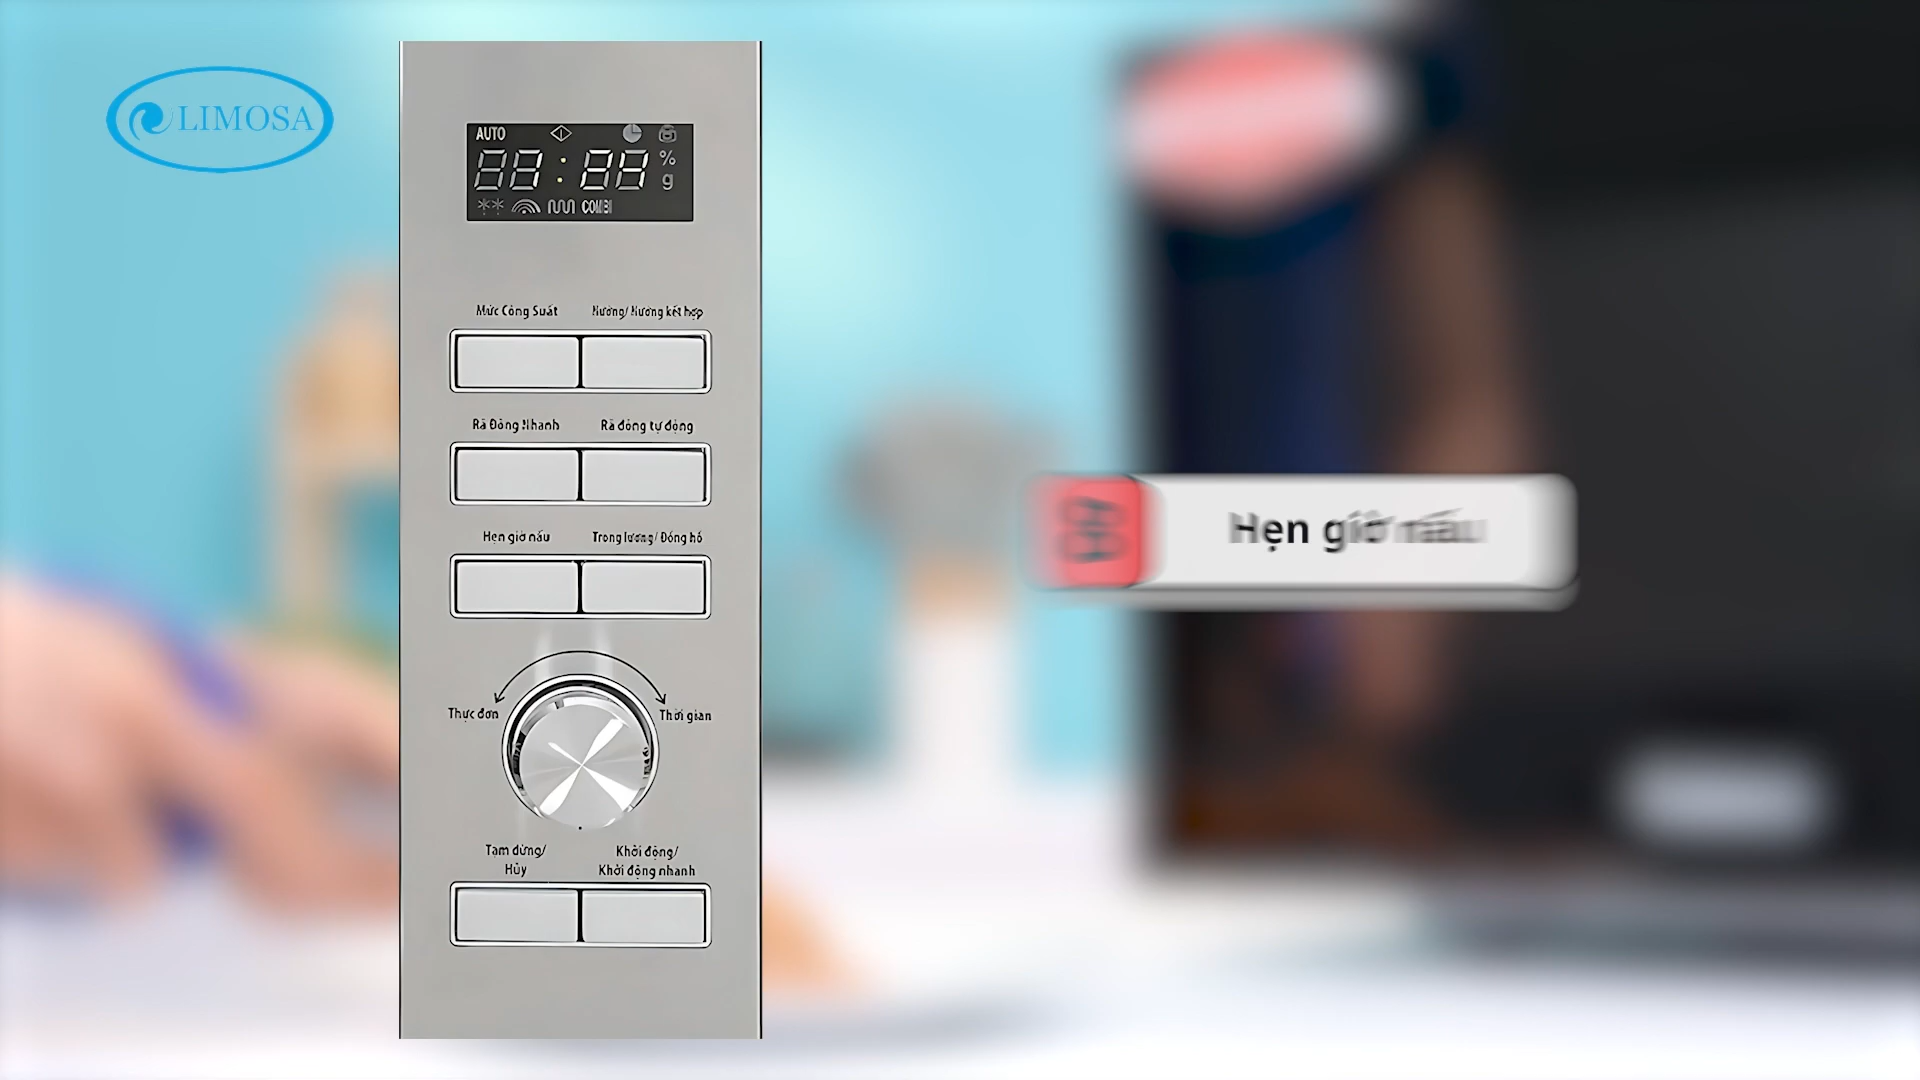 LIMOSA
AUTO
88:88 %
g
COMBI
Mức Công Suất
Nướng/ Nướng kết hợp
Rã Đông Nhanh
Rã đông tự động
Hẹn giờ nấu
Trọng lượng/ Đồng hồ
Hẹn giờ nấu
Thực đơn
Thời gian
Tạm dừng/
Hủy
Khởi động/
Khởi động nhanh